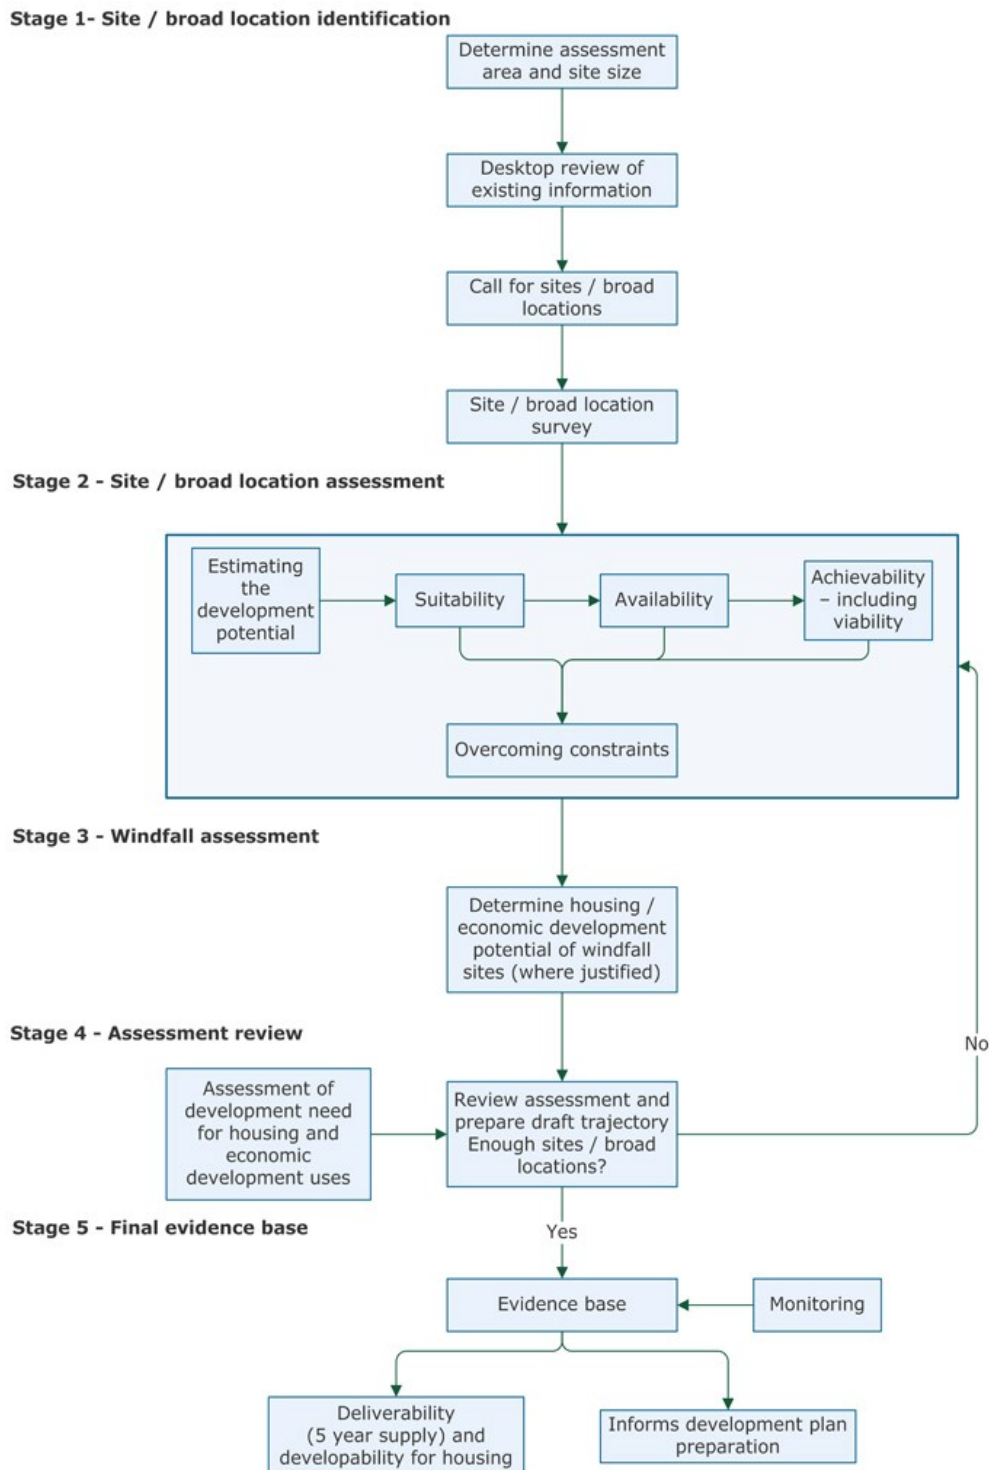 Stage 1- Site / broad location identification
Determine assessment
area and site size
Desktop review of
existing information
Call for sites / broad
locations
Site / broad location
survey
Stage 2 - Site / broad location assessment
Estimating
the
development
potential
Suitability
Availability
Achievability
– including
viability
Overcoming constraints
Stage 3 - Windfall assessment
Determine housing /
economic development
potential of windfall
sites (where justified)
Stage 4 - Assessment review
No
Assessment of
development need
for housing and
economic
development uses
Review assessment and
prepare draft trajectory
Enough sites / broad
locations?
Stage 5 - Final evidence base
Yes
Evidence base
Monitoring
Deliverability
(5 year supply) and
developability for housing
Informs development plan
preparation